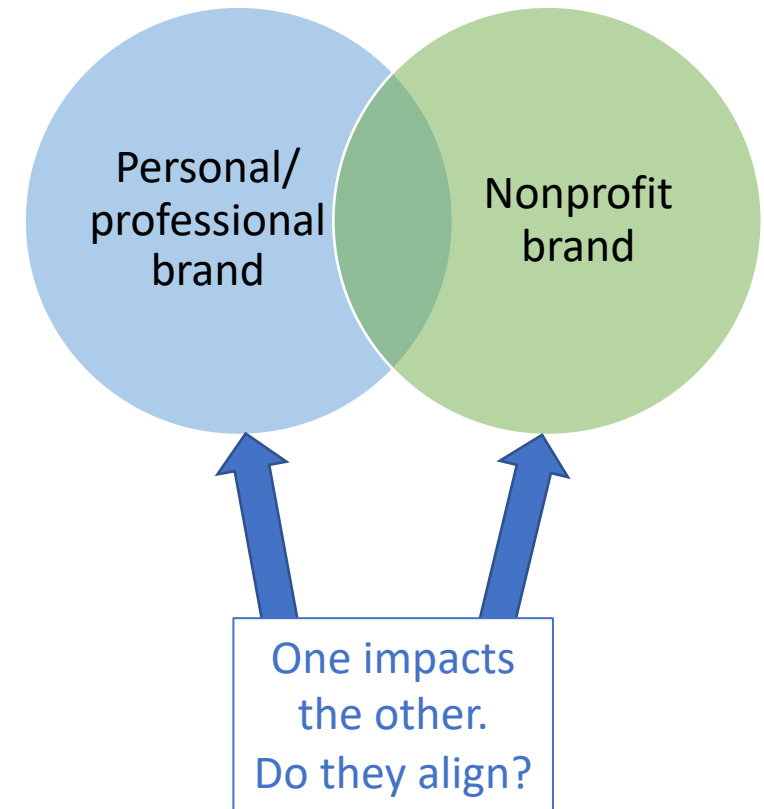 Personal/
professional
brand
Nonprofit
brand
One impacts
the other.
Do they align?